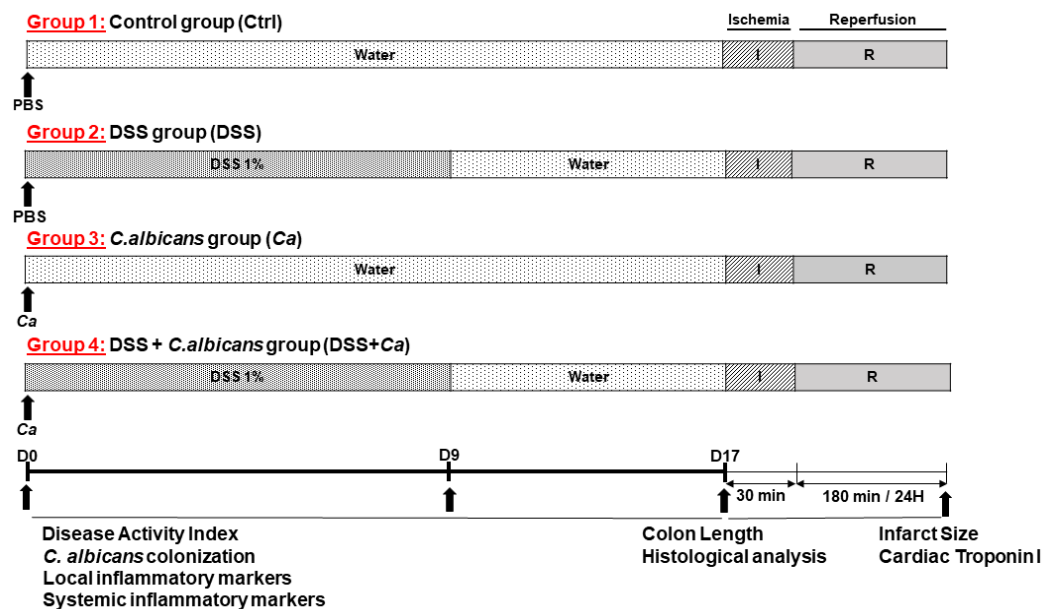 Group 1: Control group (Ctrl)
Ischemia
Reperfusion
Water
I
R
PBS
Group 2: DSS group (DSS)
DSS 1%
Water
I
R
PBS
Group 3: C.albicans group (Ca)
Water
I
R
Ca
Group 4: DSS + C.albicans group (DSS+Ca)
DSS 1%
Water
I
R
Ca
D0
D9
D17
30 min
180 min / 24H
Disease Activity Index
C. albicans colonization
Local inflammatory markers
Systemic inflammatory markers
Colon Length
Histological analysis
Infarct Size
Cardiac Troponin I